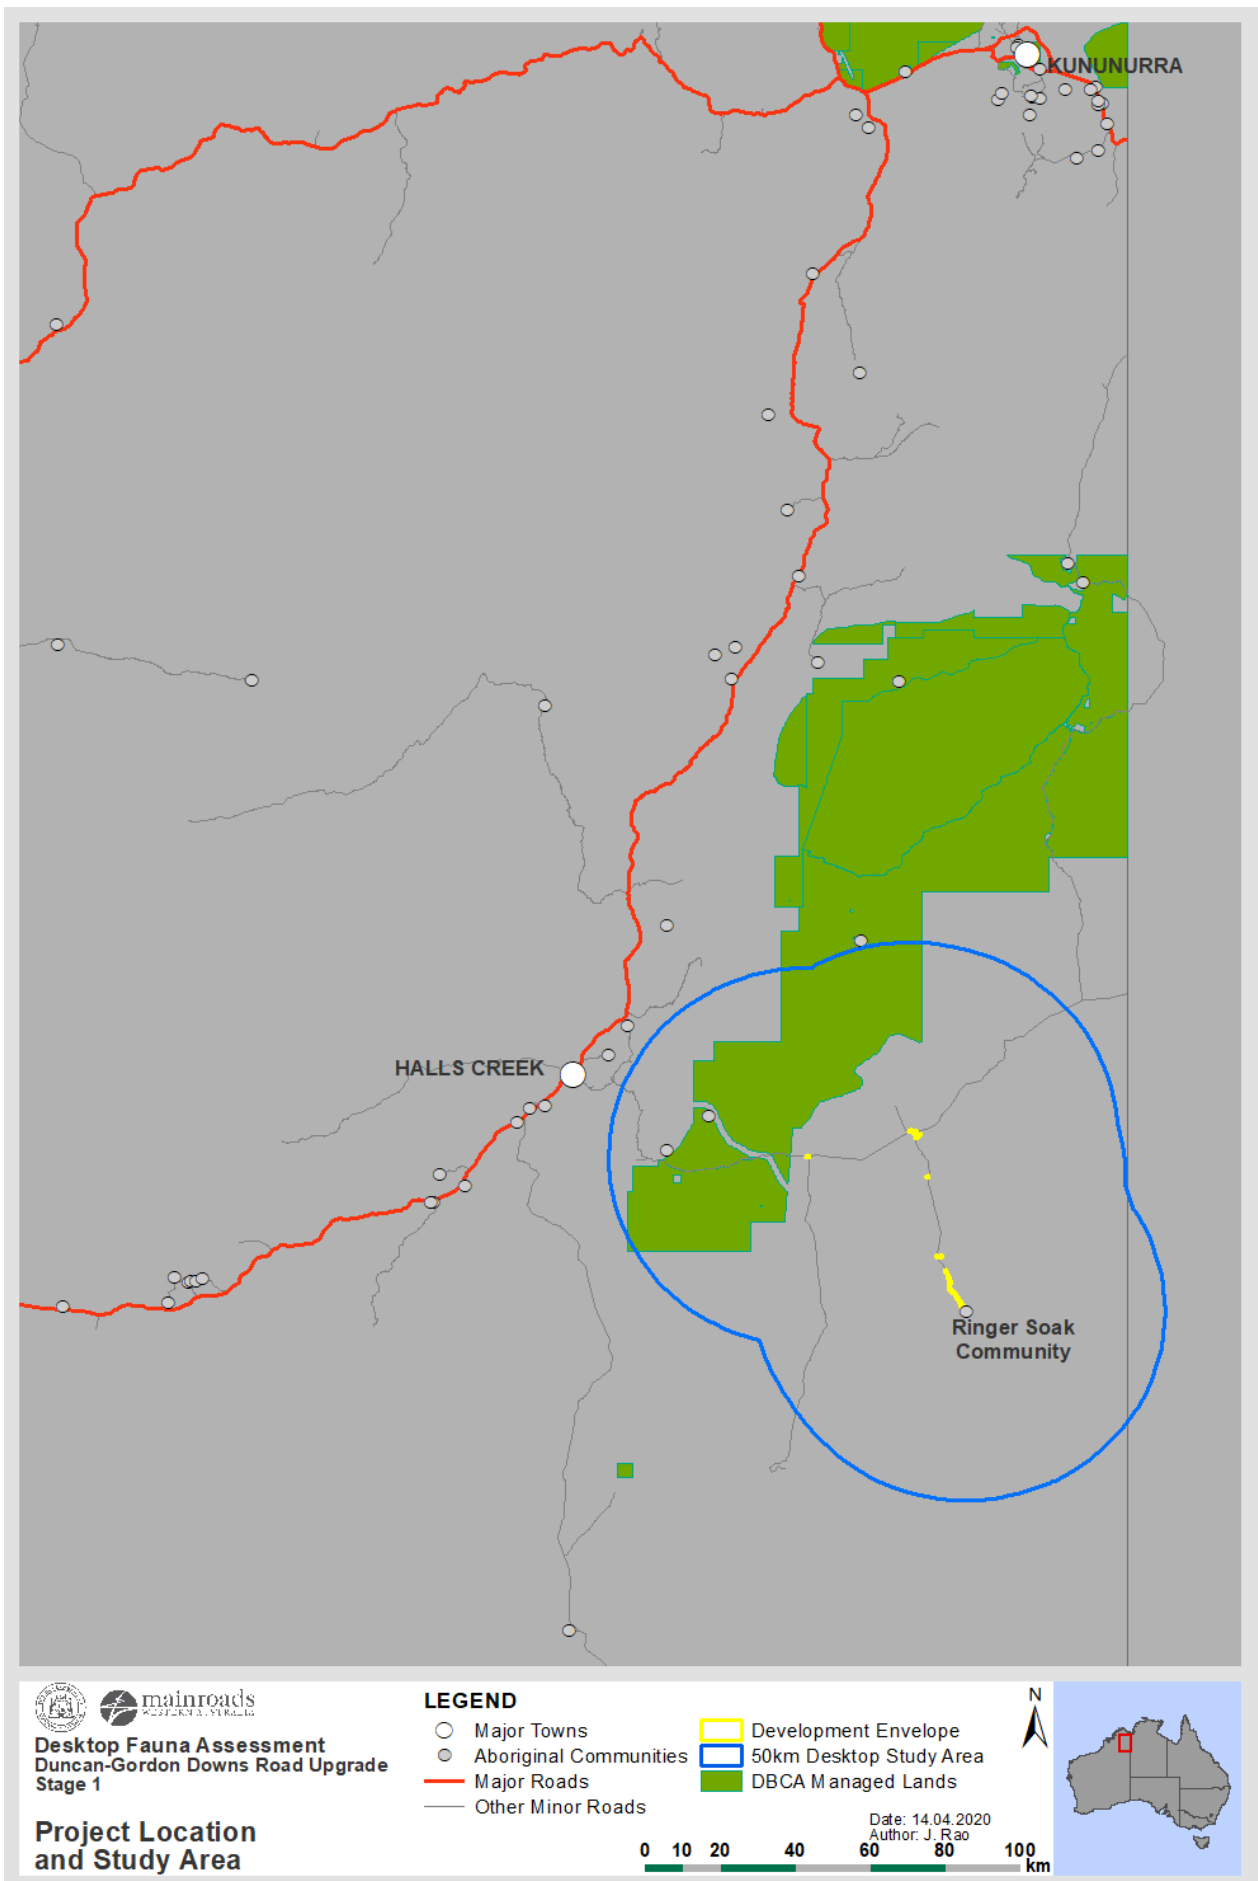 KUNUNURRA
HALLS CREEK
Ringer Soak
Community
mainroads
WESTERN AUSTRALIA
Desktop Fauna Assessment
Duncan-Gordon Downs Road Upgrade
Stage 1
Project Location
and Study Area
LEGEND
Major Towns
Aboriginal Communities
Major Roads
Other Minor Roads
Development Envelope
50km Desktop Study Area
DBCA Managed Lands
Date: 14.04.2020
Author: J. Rao
0 10 20 40 60 80 100
km
N